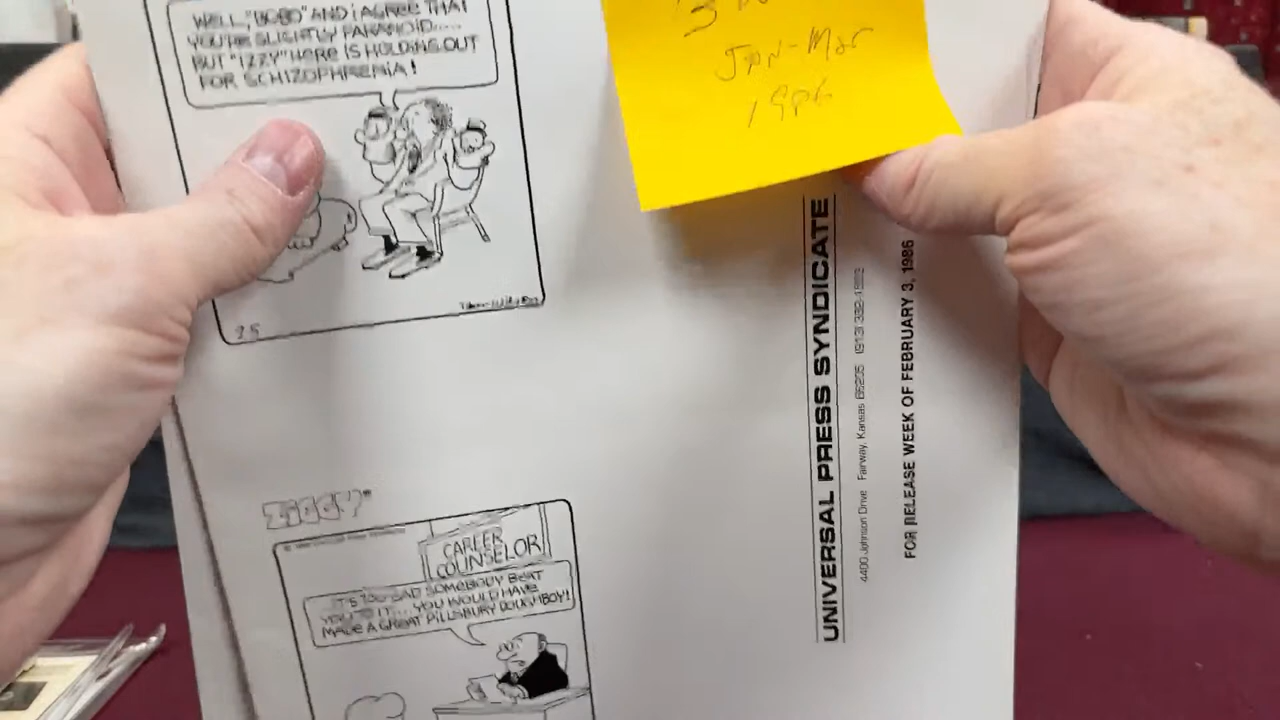 WELL, "BOBO" AND I AGREE THAT
YOU'RE SLIGHTLY PARANOID.....
BUT "IZZY" HERE IS HOLDING OUT
FOR SCHIZOPHRENIA!
Tom Wilson
JAN-Mar
1986
UNIVERSAL PRESS SYNDICATE
4400 Johnson Drive Fairway, Kansas 66205
FOR RELEASE WEEK OF FEBRUARY 3, 1986
ZIGGY®
CAREER
COUNSELOR
IT'S TOO BAD SOMEBODY BEAT
YOU TO IT.... YOU WOULD HAVE
MADE A GREAT PILLSBURY DOUGHBOY!